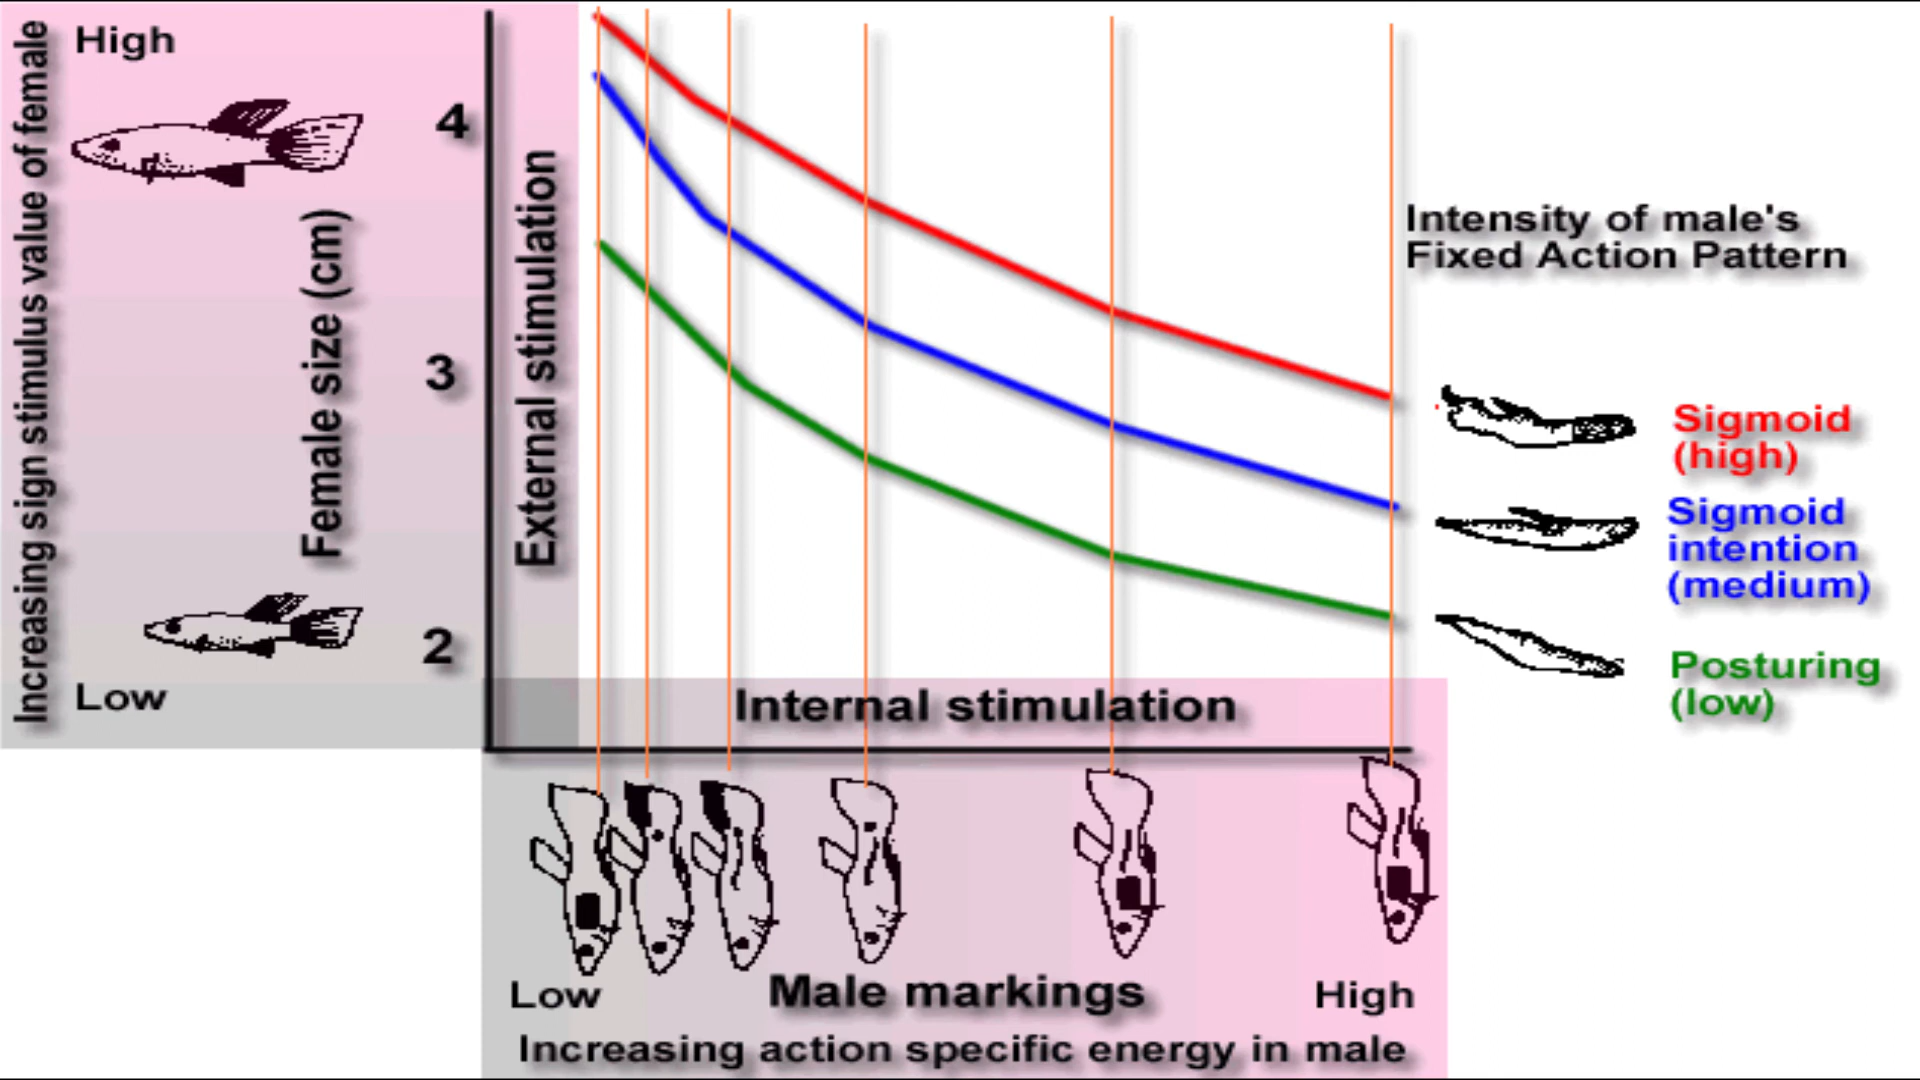 Increasing sign stimulus value of female
High
Female size (cm)
4
3
2
Low
External stimulation
Intensity of male's
Fixed Action Pattern
Sigmoid
(high)
Sigmoid
intention
(medium)
Posturing
(low)
Internal stimulation
Low
Male markings
High
Increasing action specific energy in male